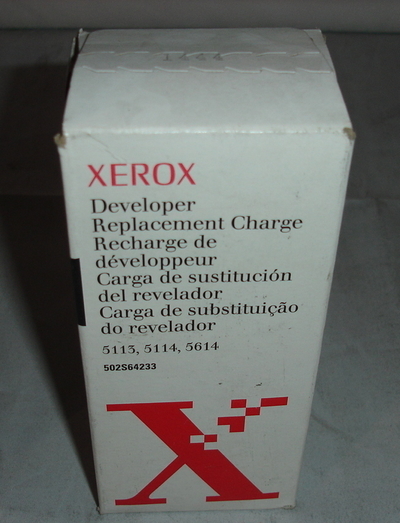 XEROX
Developer
Replacement Charge
Recharge de
développeur
Carga de sustitución
del revelador
Carga de substituição
do revelador
5113, 5114, 5614
502S64233